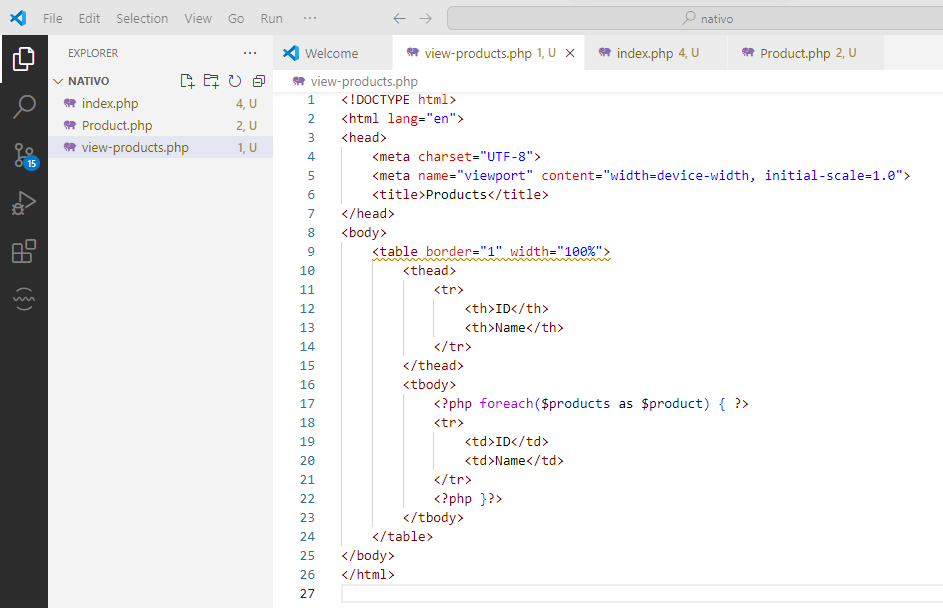 File Edit Selection View Go Run ··· ← → nativo
EXPLORER ···
NATIVO
index.php 4, U
Product.php 2, U
view-products.php 1, U
15
Welcome view-products.php 1, U × index.php 4, U Product.php 2, U
view-products.php
1 <!DOCTYPE html>
2 <html lang="en">
3 <head>
4 <meta charset="UTF-8">
5 <meta name="viewport" content="width=device-width, initial-scale=1.0">
6 <title>Products</title>
7 </head>
8 <body>
9 <table border="1" width="100%">
10 <thead>
11 <tr>
12 <th>ID</th>
13 <th>Name</th>
14 </tr>
15 </thead>
16 <tbody>
17 <?php foreach($products as $product) { ?>
18 <tr>
19 <td>ID</td>
20 <td>Name</td>
21 </tr>
22 <?php }?>
23 </tbody>
24 </table>
25 </body>
26 </html>
27